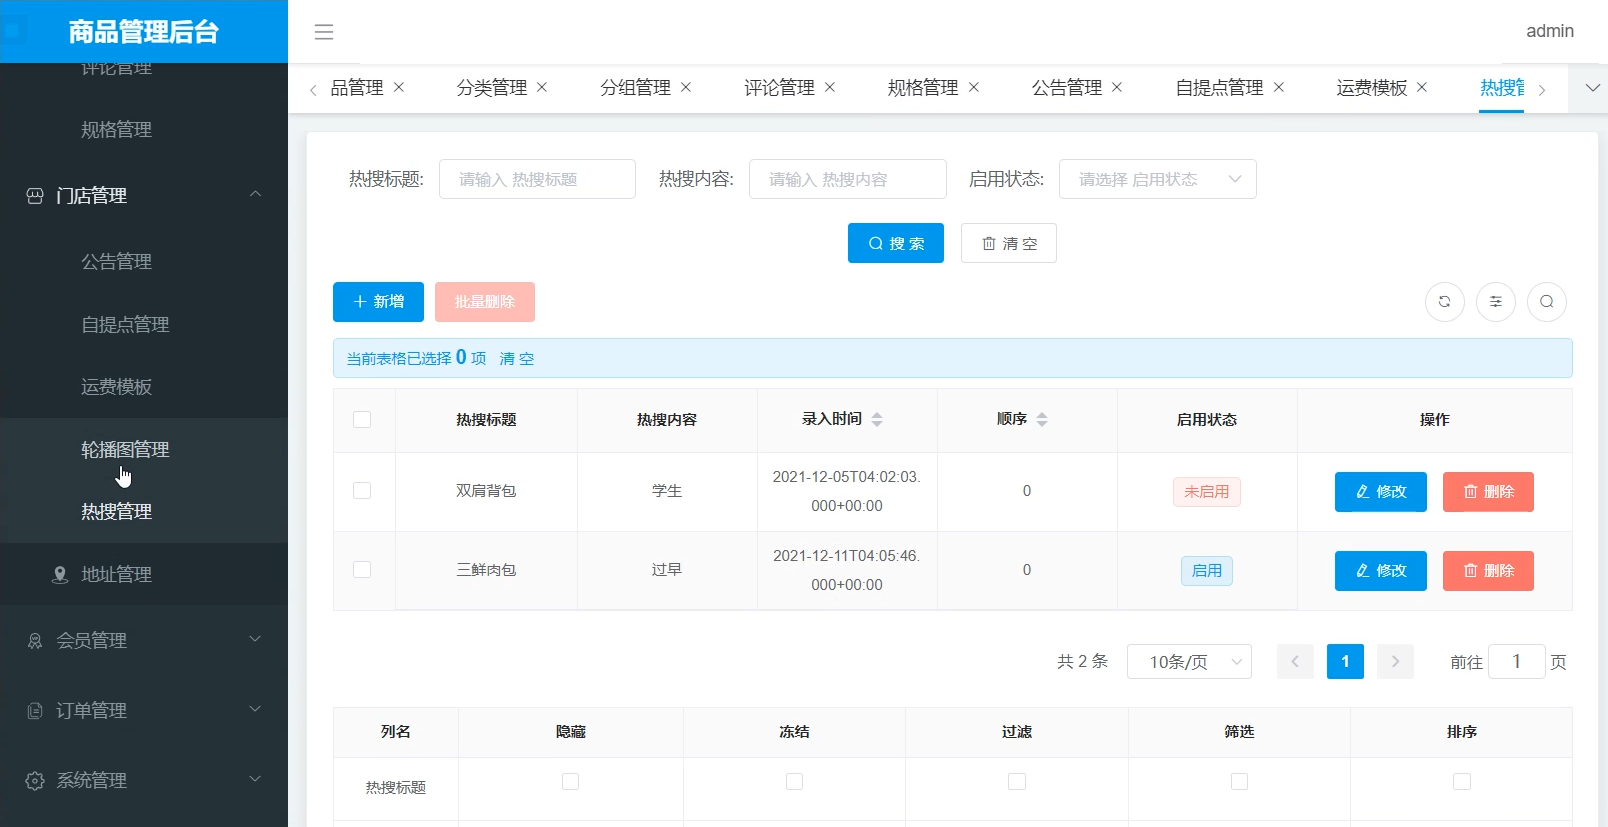 商品管理后台
admin
评论管理
规格管理
门店管理
公告管理
自提点管理
运费模板
轮播图管理
热搜管理
地址管理
会员管理
订单管理
系统管理
品管理 分类管理 分组管理 评论管理 规格管理 公告管理 自提点管理 运费模板 热搜管
热搜标题: 请输入 热搜标题 热搜内容: 请输入 热搜内容 启用状态: 请选择 启用状态
搜 索 清 空
新增 批量删除
当前表格已选择 0 项 清 空
热搜标题 热搜内容 录入时间 顺序 启用状态 操作
双肩背包 学生 2021-12-05T04:02:03.000+00:00 0 未启用 修改 删除
三鲜肉包 过早 2021-12-11T04:05:46.000+00:00 0 启用 修改 删除
共 2 条 10条/页 1 前往 1 页
列名 隐藏 冻结 过滤 筛选 排序
热搜标题